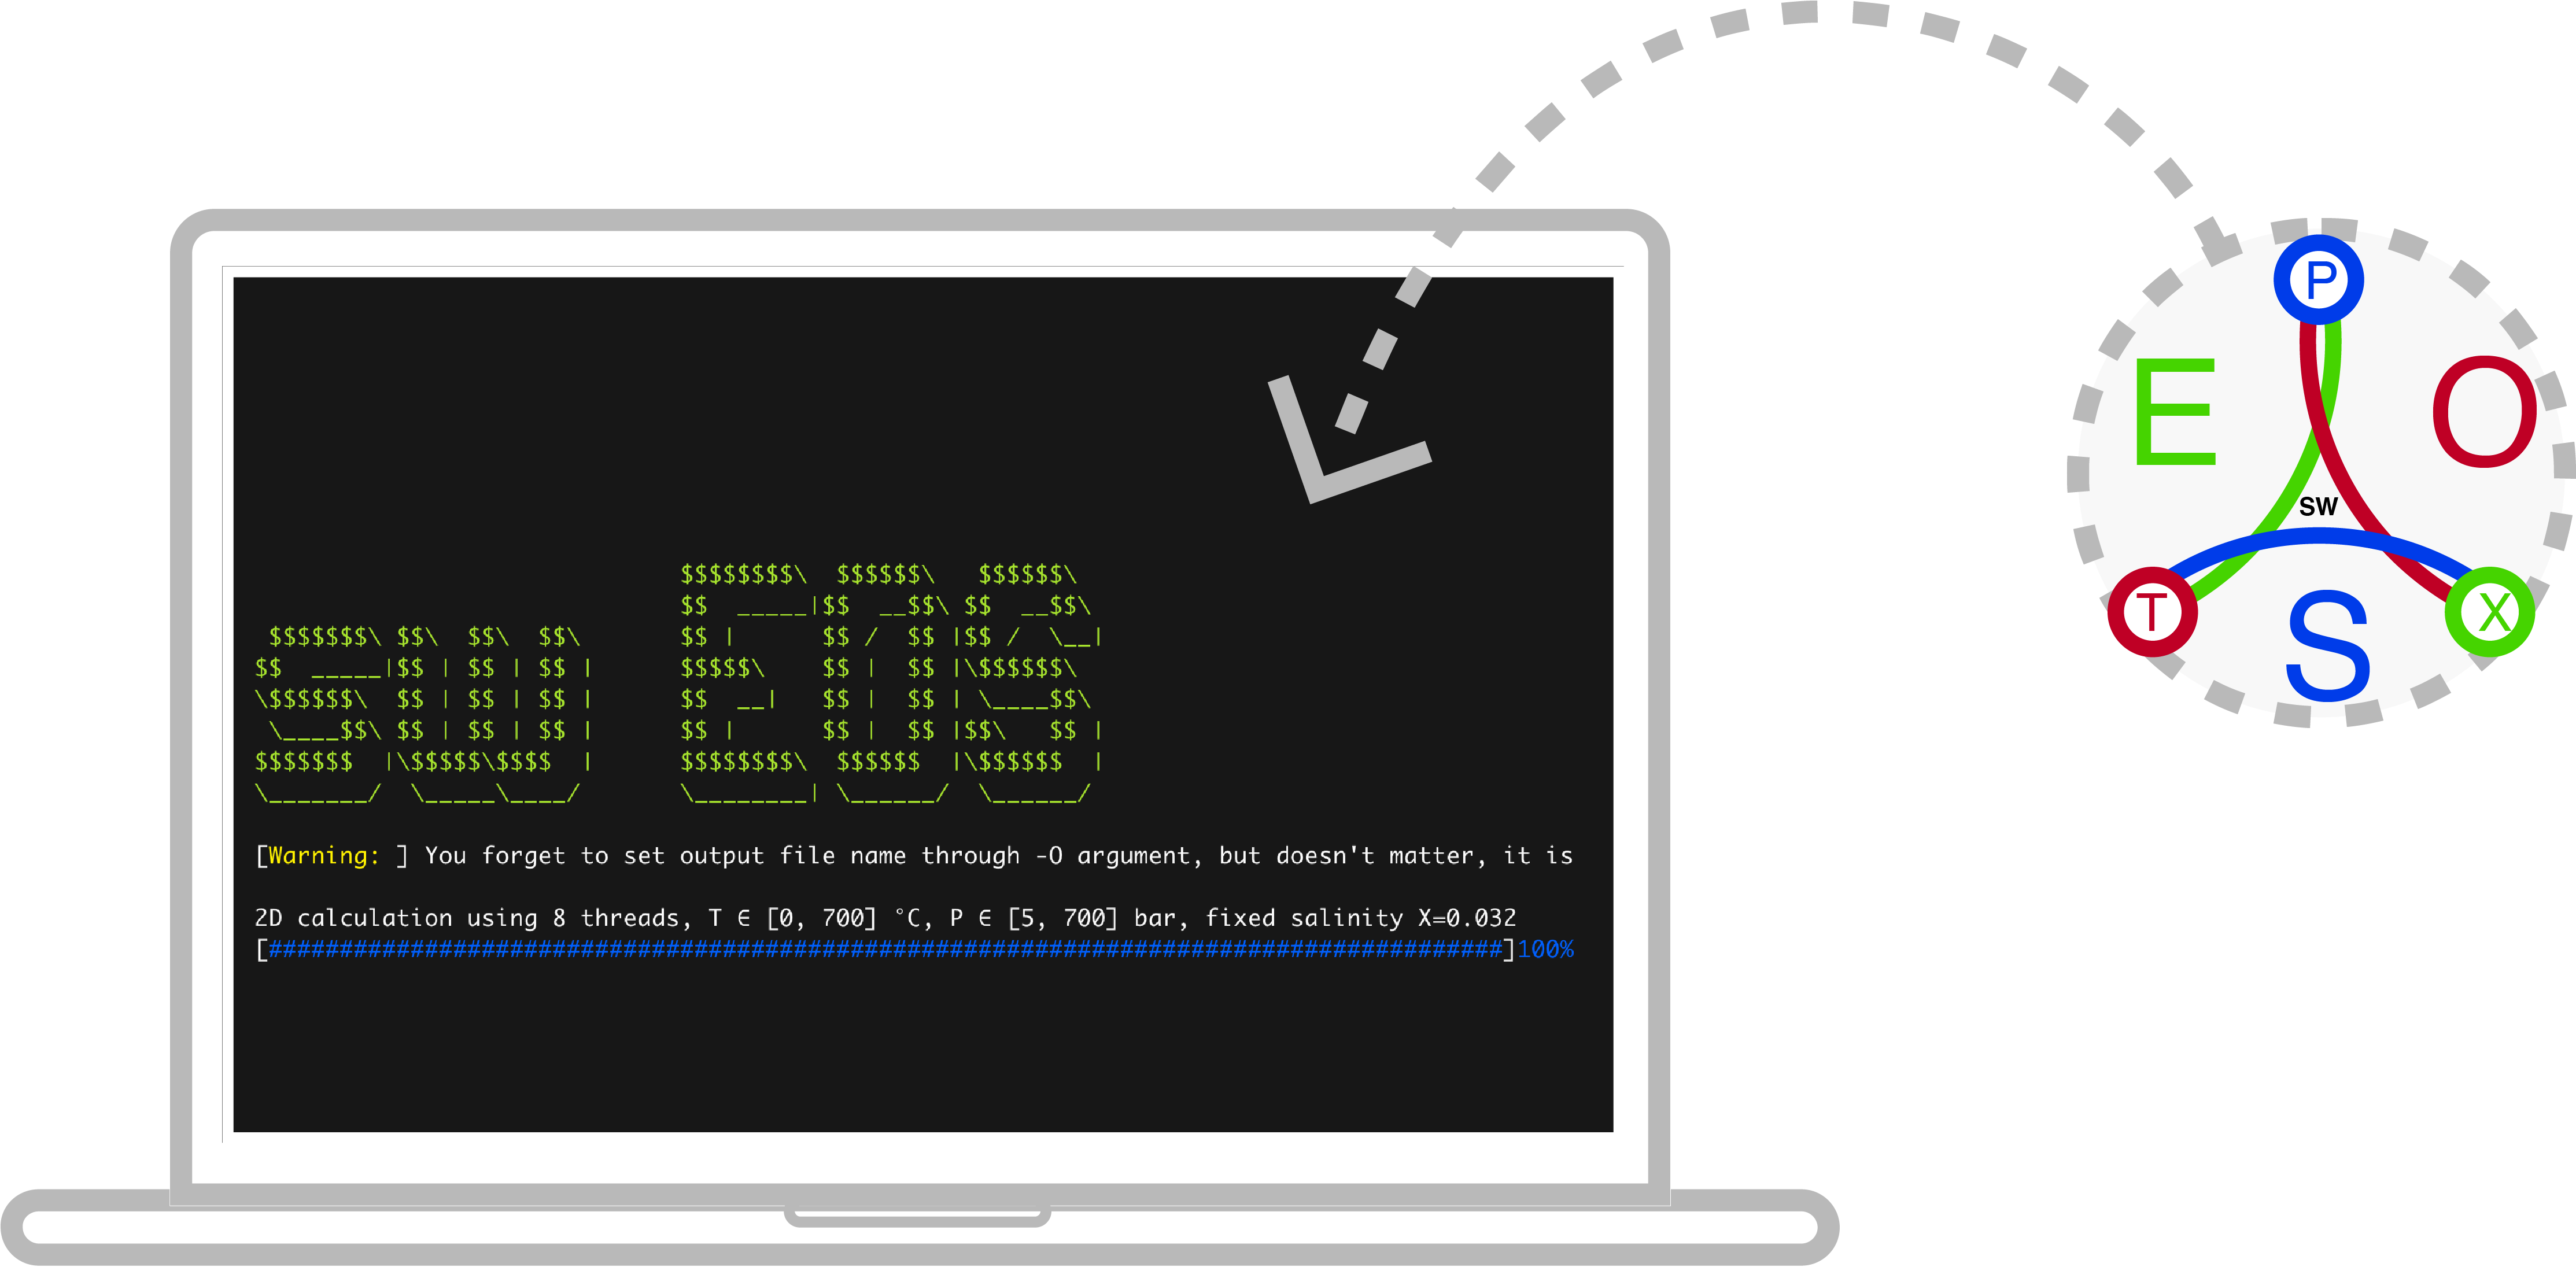 $$$$$$$$\  $$$$$$\   $$$$$$\
$$  _____|$$  __$$\ $$  __$$\
 $$$$$$$\ $$\  $$\  $$\       $$ |      $$ /  $$ |$$ /  \__|
$$  _____|$$ | $$ | $$ |      $$$$$\    $$ |  $$ |\$$$$$$\
\$$$$$$\  $$ | $$ | $$ |      $$  __|   $$ |  $$ | \____$$\
 \____$$\ $$ | $$ | $$ |      $$ |      $$ |  $$ |$$\   $$ |
$$$$$$$  |\$$$$$\$$$$  |      $$$$$$$$\  $$$$$$  |\$$$$$$  |
\_______/  \_____\____/       \________| \______/  \______/
[Warning: ] You forget to set output file name through -O argument, but doesn't matter, it is
2D calculation using 8 threads, T ∈ [0, 700] °C, P ∈ [5, 700] bar, fixed salinity X=0.032
[#######################################################################################]100%
P
E
O
sw
T
S
X